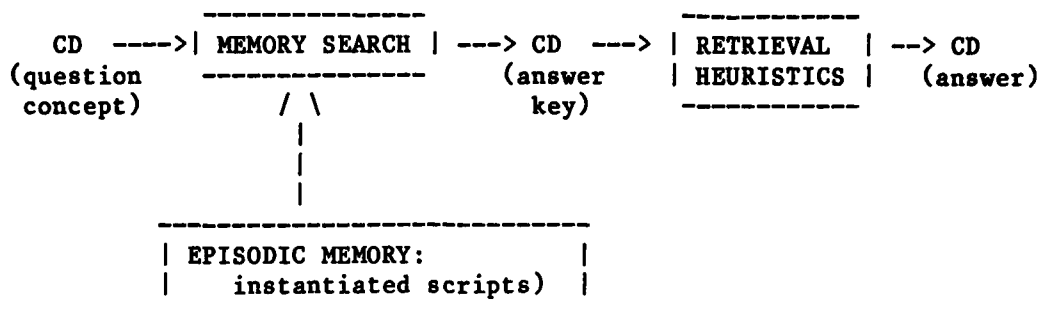 CD ---->| MEMORY SEARCH | ---> CD ---> | RETRIEVAL | --> CD
(question (answer | HEURISTICS | (answer)
concept) key)
| EPISODIC MEMORY: |
| instantiated scripts) |